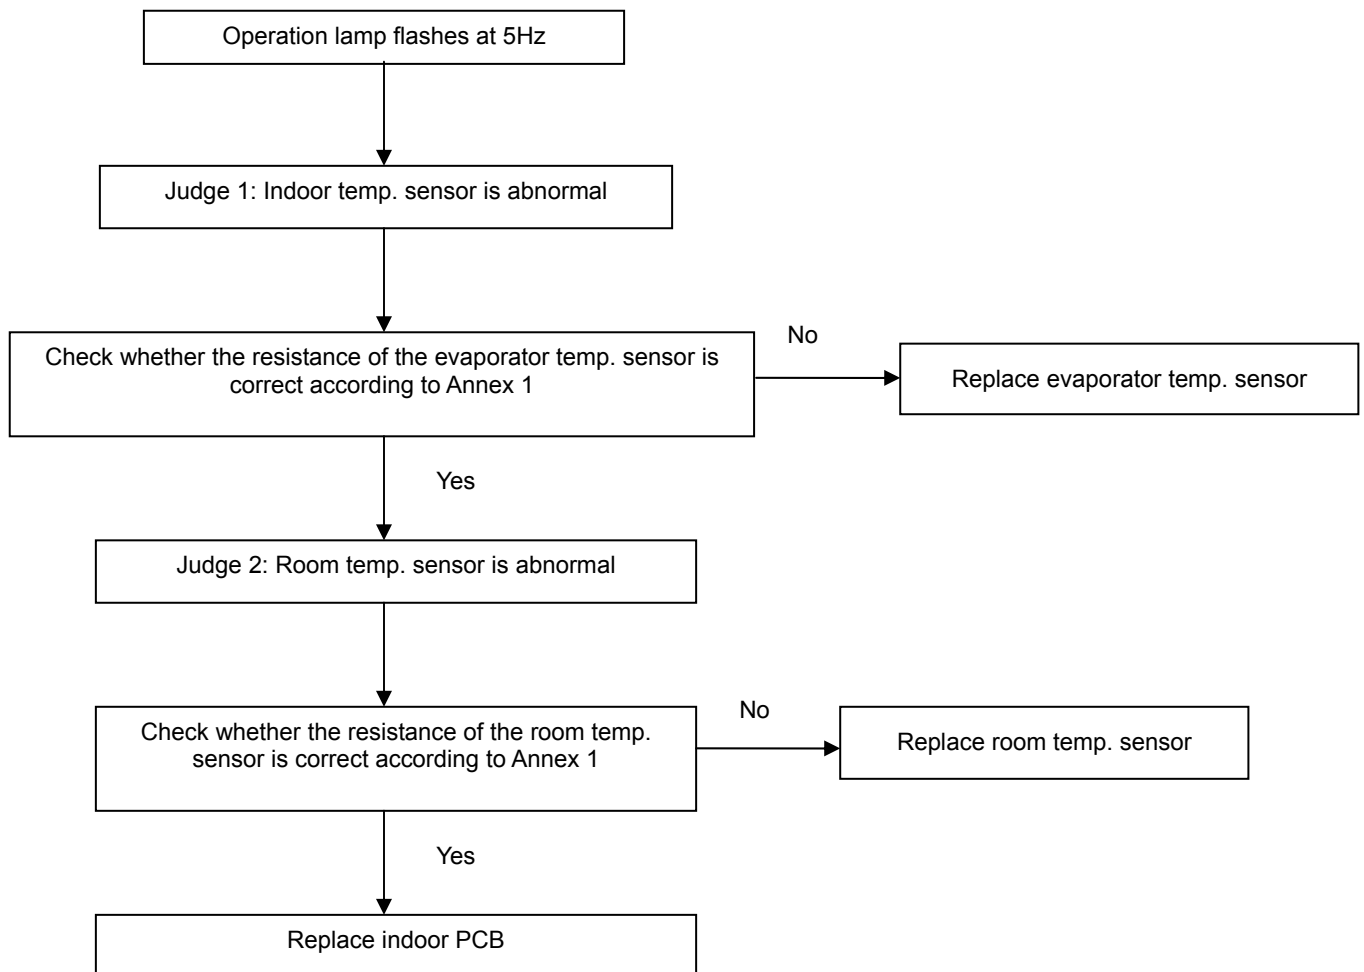 Operation lamp flashes at 5Hz
Judge 1: Indoor temp. sensor is abnormal
No
Check whether the resistance of the evaporator temp. sensor is
correct according to Annex 1
Replace evaporator temp. sensor
Yes
Judge 2: Room temp. sensor is abnormal
No
Check whether the resistance of the room temp.
sensor is correct according to Annex 1
Replace room temp. sensor
Yes
Replace indoor PCB